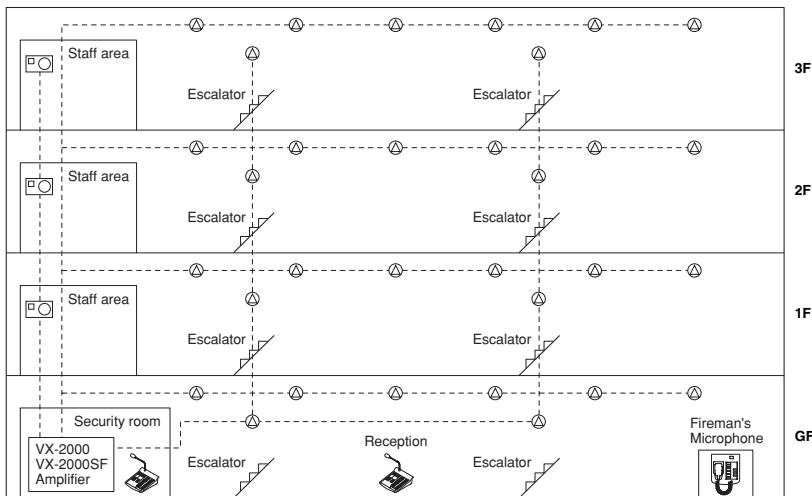 Staff area
Escalator
Escalator
3F
Staff area
Escalator
Escalator
2F
Staff area
Escalator
Escalator
1F
Security room
VX-2000
VX-2000SF
Amplifier
Escalator
Reception
Escalator
Fireman's
Microphone
GF